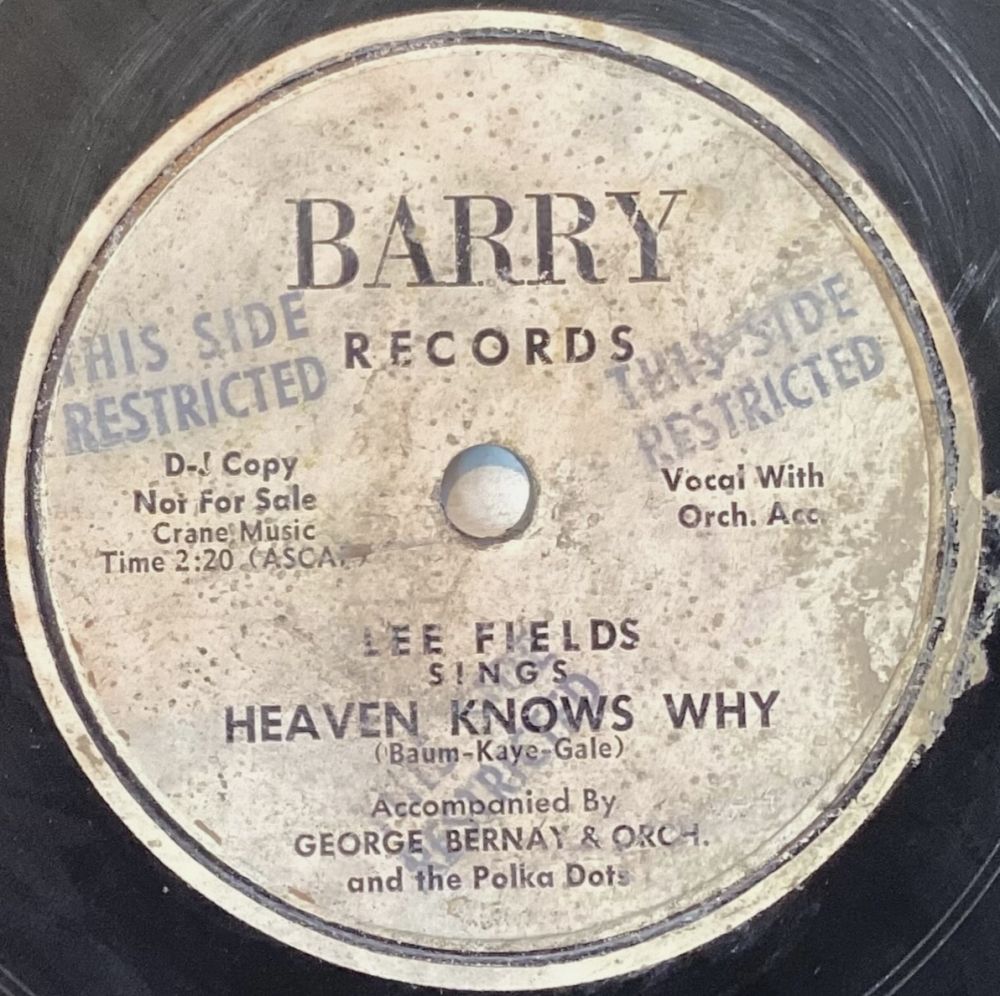 BARRY
RECORDS
THIS SIDE
RESTRICTED
THIS SIDE
RESTRICTED
D-J Copy
Not For Sale
Crane Music
Time 2:20 (ASCAP)
Vocal With
Orch. Acc.
LEE FIELDS
SINGS
HEAVEN KNOWS WHY
(Baum-Kaye-Gale)
Accompanied By
GEORGE BERNAY & ORCH.
and the Polka Dots